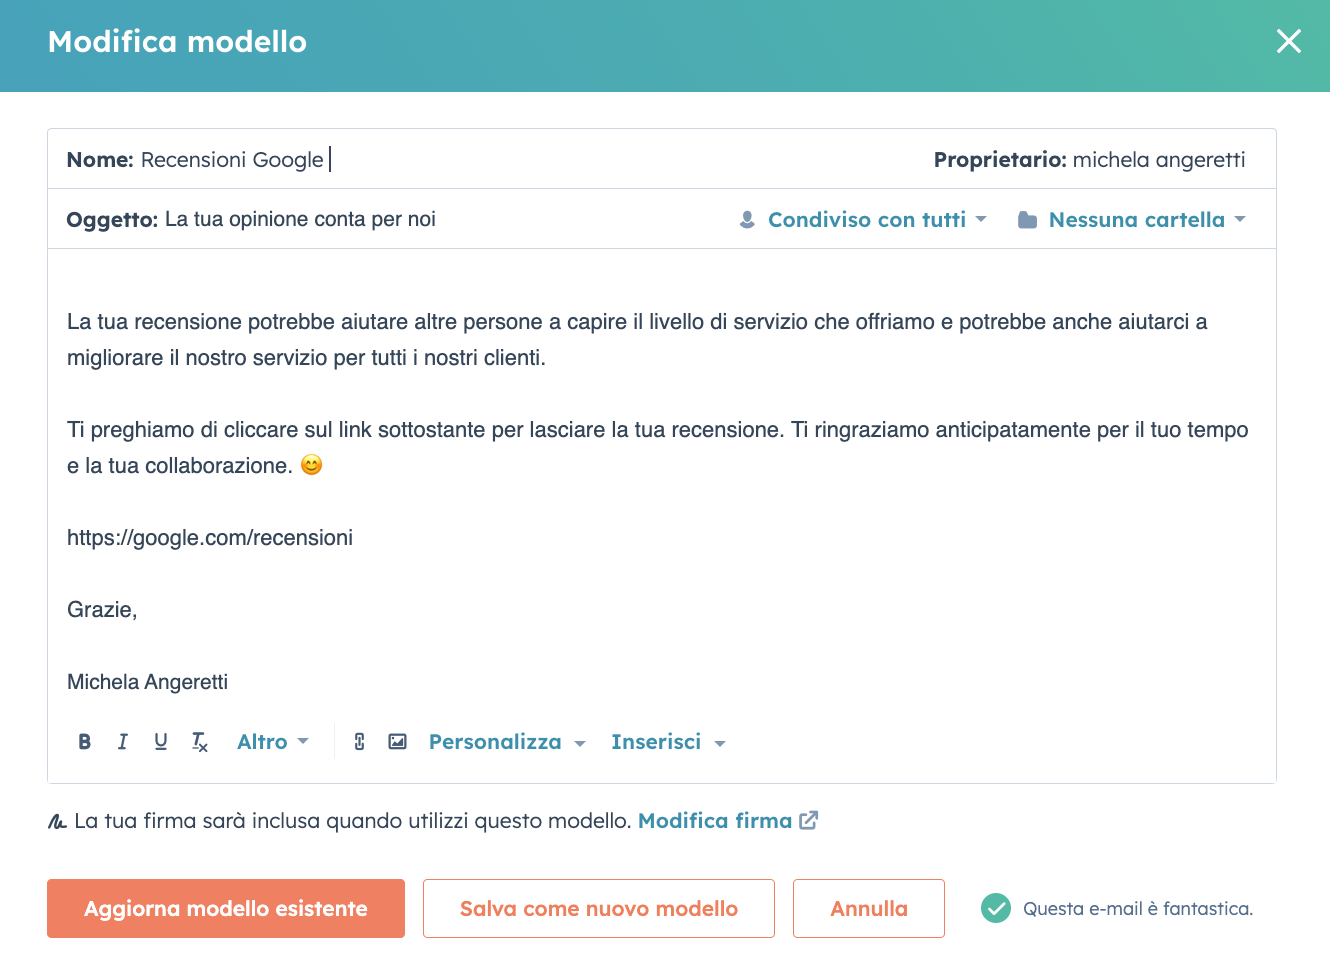 Modifica modello
Nome: Recensioni Google
Proprietario: michela angeretti
Oggetto: La tua opinione conta per noi
Condiviso con tutti
Nessuna cartella
La tua recensione potrebbe aiutare altre persone a capire il livello di servizio che offriamo e potrebbe anche aiutarci a
migliorare il nostro servizio per tutti i nostri clienti.
Ti preghiamo di cliccare sul link sottostante per lasciare la tua recensione. Ti ringraziamo anticipatamente per il tuo tempo
e la tua collaborazione. 😊
https://google.com/recensioni
Grazie,
Michela Angeretti
B I U Tx Altro Personalizza Inserisci
La tua firma sarà inclusa quando utilizzi questo modello. Modifica firma
Aggiorna modello esistente
Salva come nuovo modello
Annulla
Questa e-mail è fantastica.